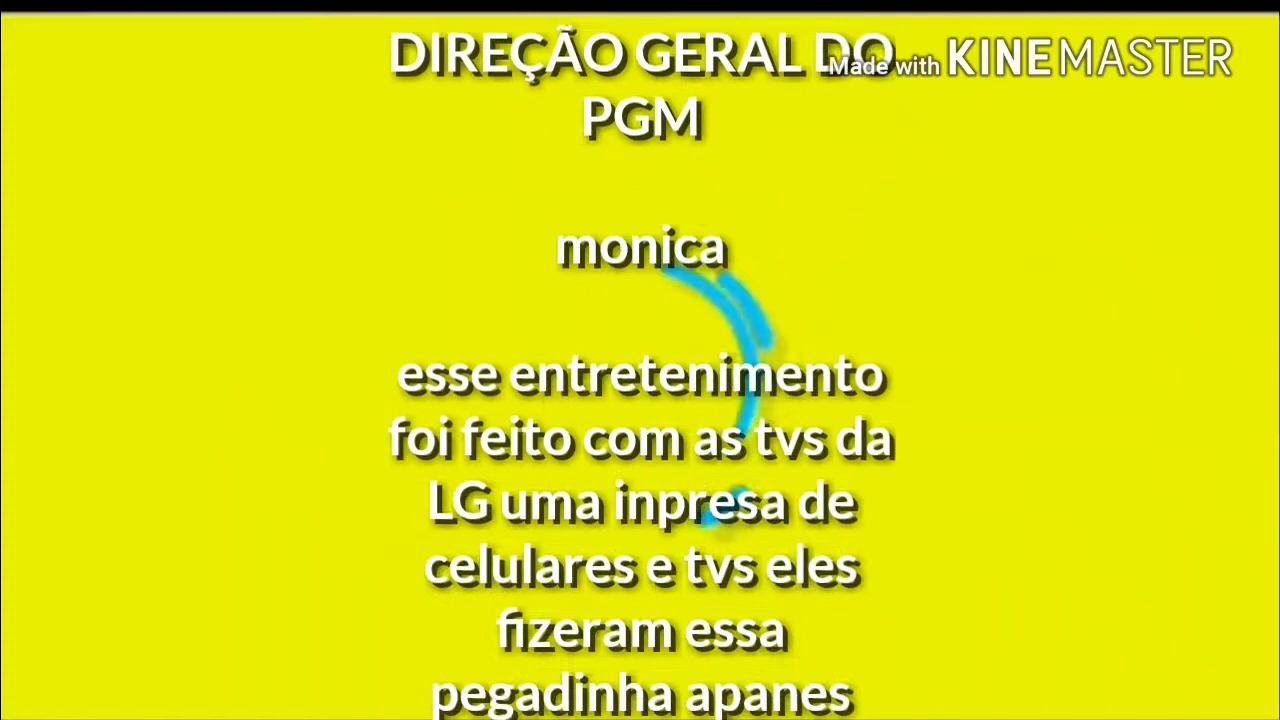 DIREÇÃO GERAL DO
Made with KINEMASTER
PGM
monica
esse entretenimento
foi feito com as tvs da
LG uma inpresa de
celulares e tvs eles
fizeram essa
pegadinha apanes